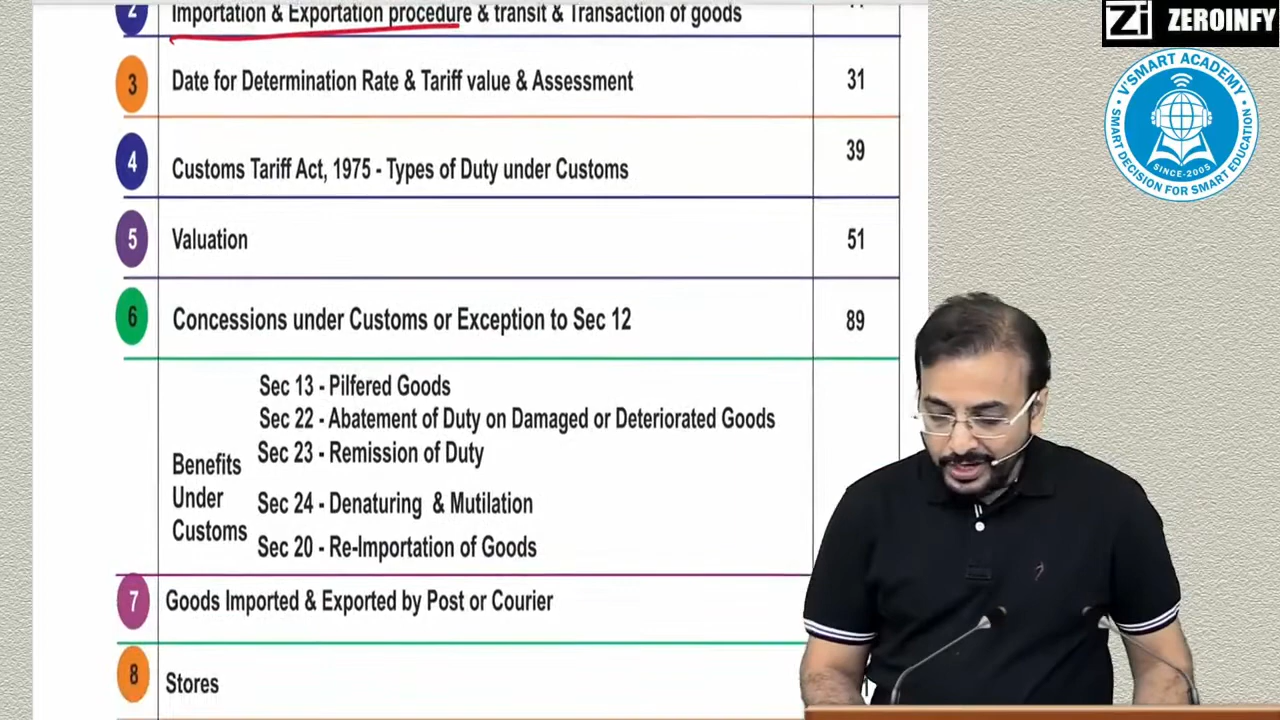 2 Importation & Exportation procedure & transit & Transaction of goods
3 Date for Determination Rate & Tariff value & Assessment 31
4 Customs Tariff Act, 1975 - Types of Duty under Customs 39
5 Valuation 51
6 Concessions under Customs or Exception to Sec 12 89
Benefits Under Customs
Sec 13 - Pilfered Goods
Sec 22 - Abatement of Duty on Damaged or Deteriorated Goods
Sec 23 - Remission of Duty
Sec 24 - Denaturing & Mutilation
Sec 20 - Re-Importation of Goods
7 Goods Imported & Exported by Post or Courier
8 Stores
Zi ZEROINFY
V'SMART ACADEMY
SINCE-2005
SMART DECISION FOR SMART EDUCATION